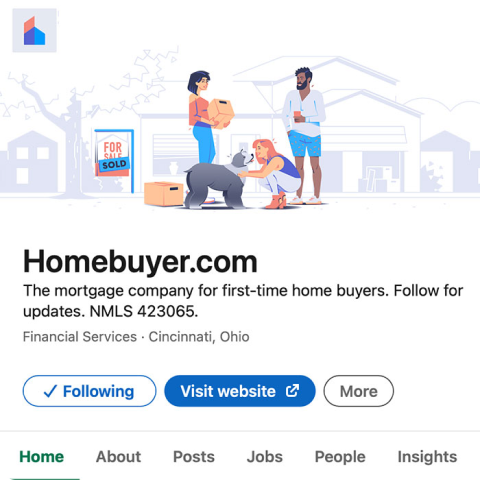 FOR
SALE
SOLD
Homebuyer.com
The mortgage company for first-time home buyers. Follow for
updates. NMLS 423065.
Financial Services · Cincinnati, Ohio
✓ Following
Visit website
More
Home
About
Posts
Jobs
People
Insights